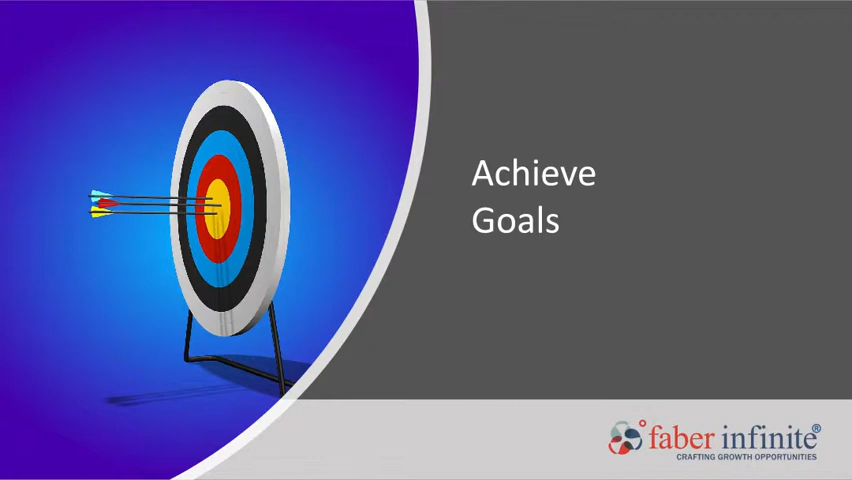 Achieve
Goals
faber infinite®
CRAFTING GROWTH OPPORTUNITIES